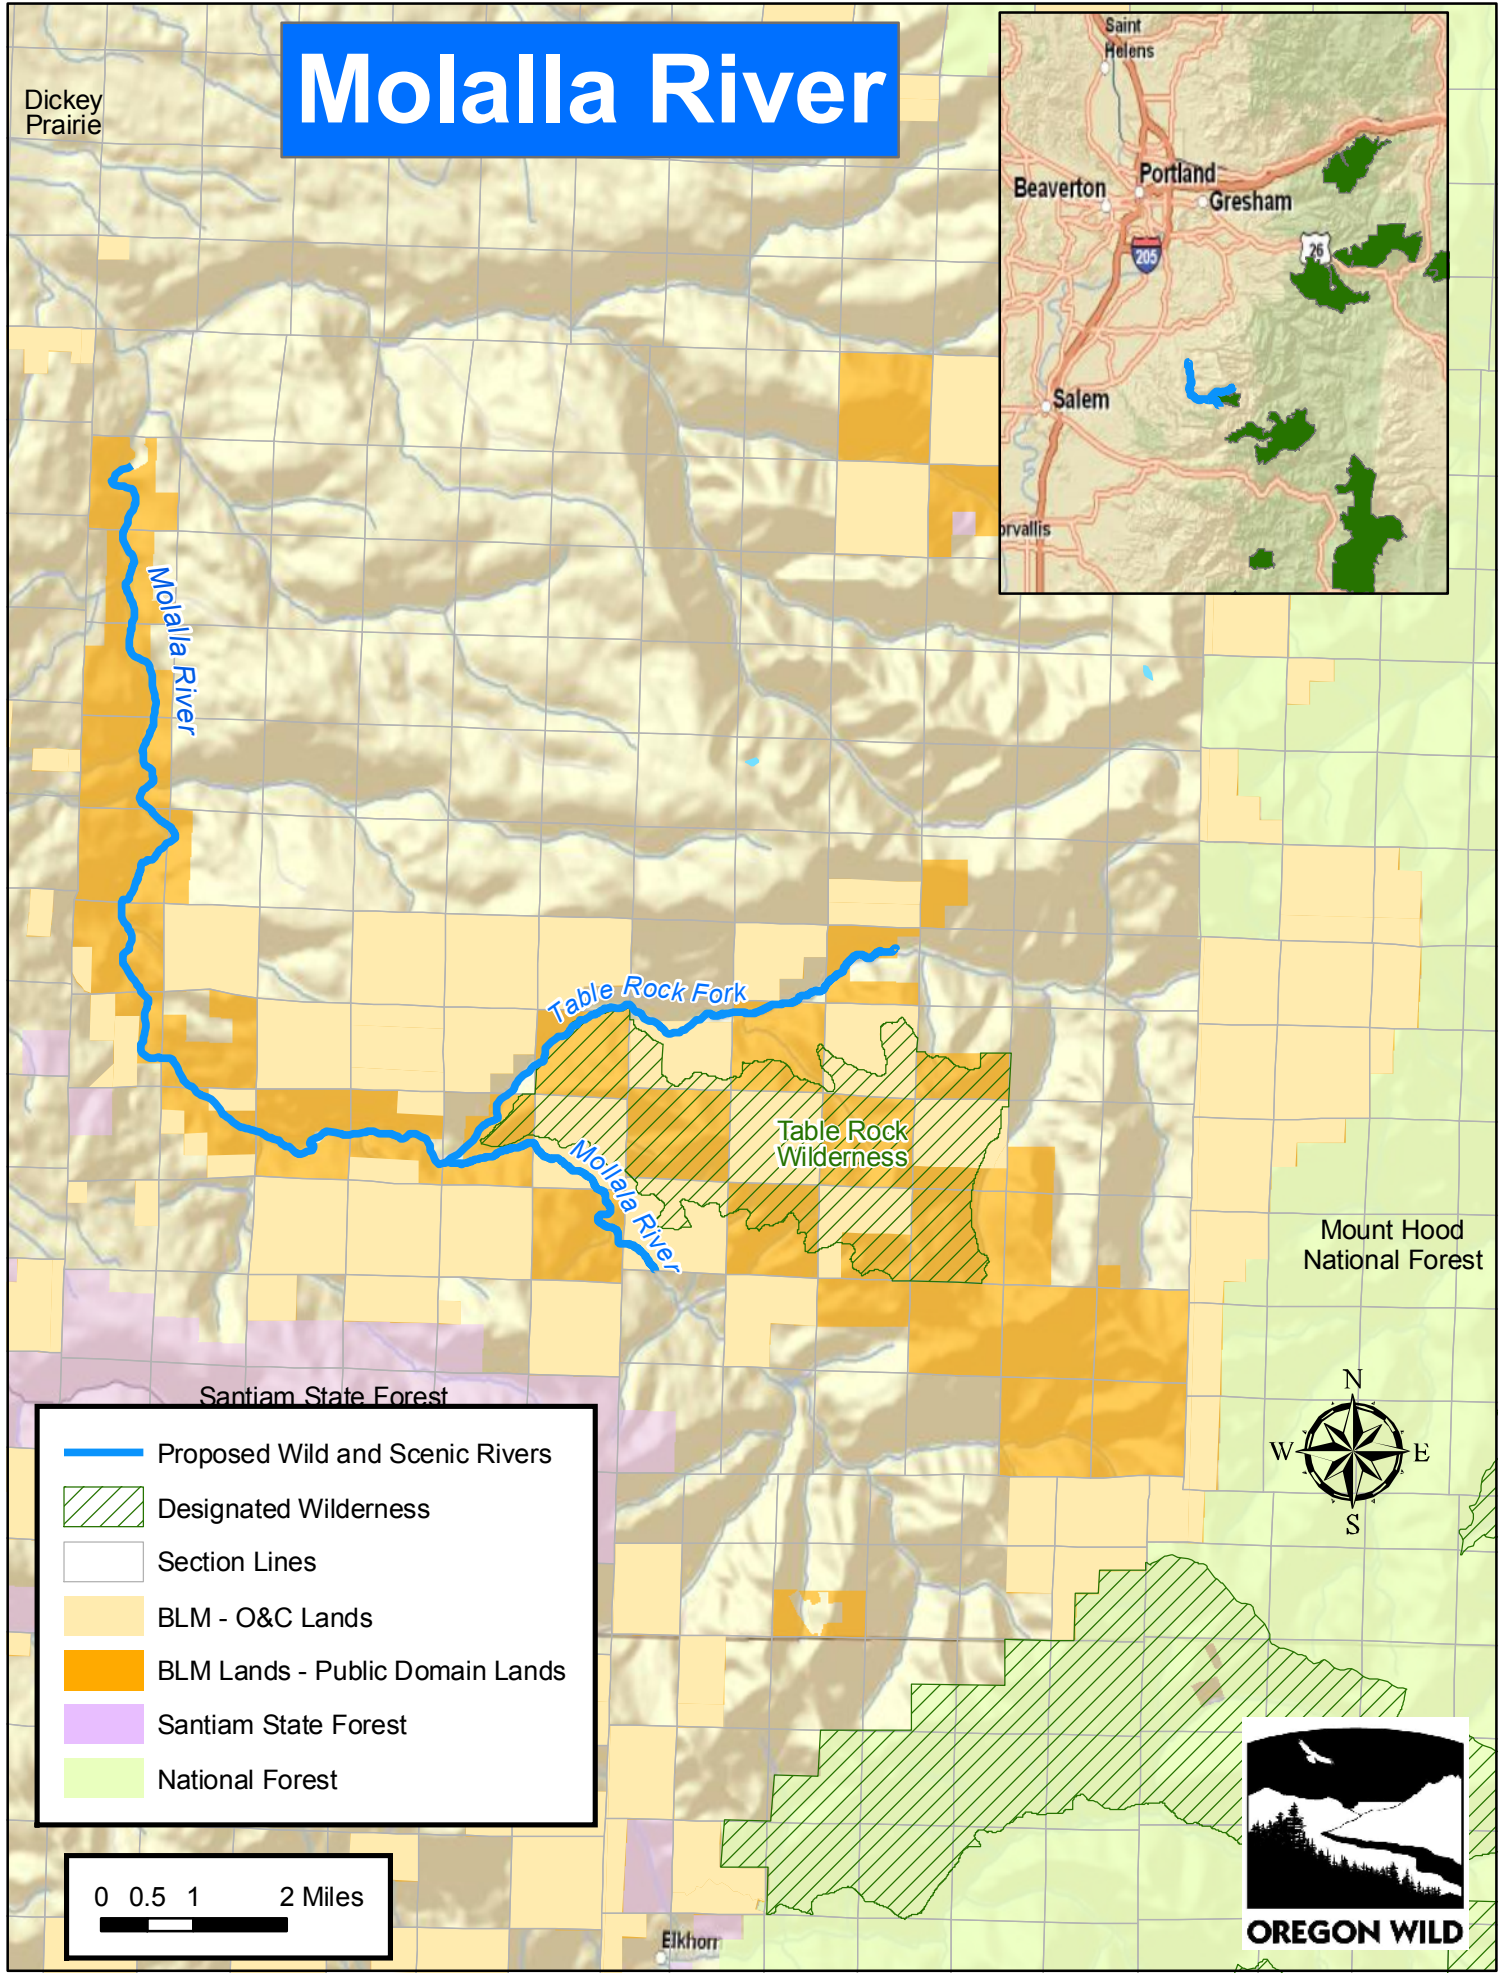 Molalla River
Dickey
Prairie
Saint
Helens
Portland
Beaverton
Gresham
26
205
Salem
orvallis
Molalla River
Table Rock Fork
Mollala River
Table Rock
Wilderness
Mount Hood
National Forest
Santiam State Forest
N
W
E
S
Proposed Wild and Scenic Rivers
Designated Wilderness
Section Lines
BLM - O&C Lands
BLM Lands - Public Domain Lands
Santiam State Forest
National Forest
0 0.5 1 2 Miles
Elkhorn
OREGON WILD